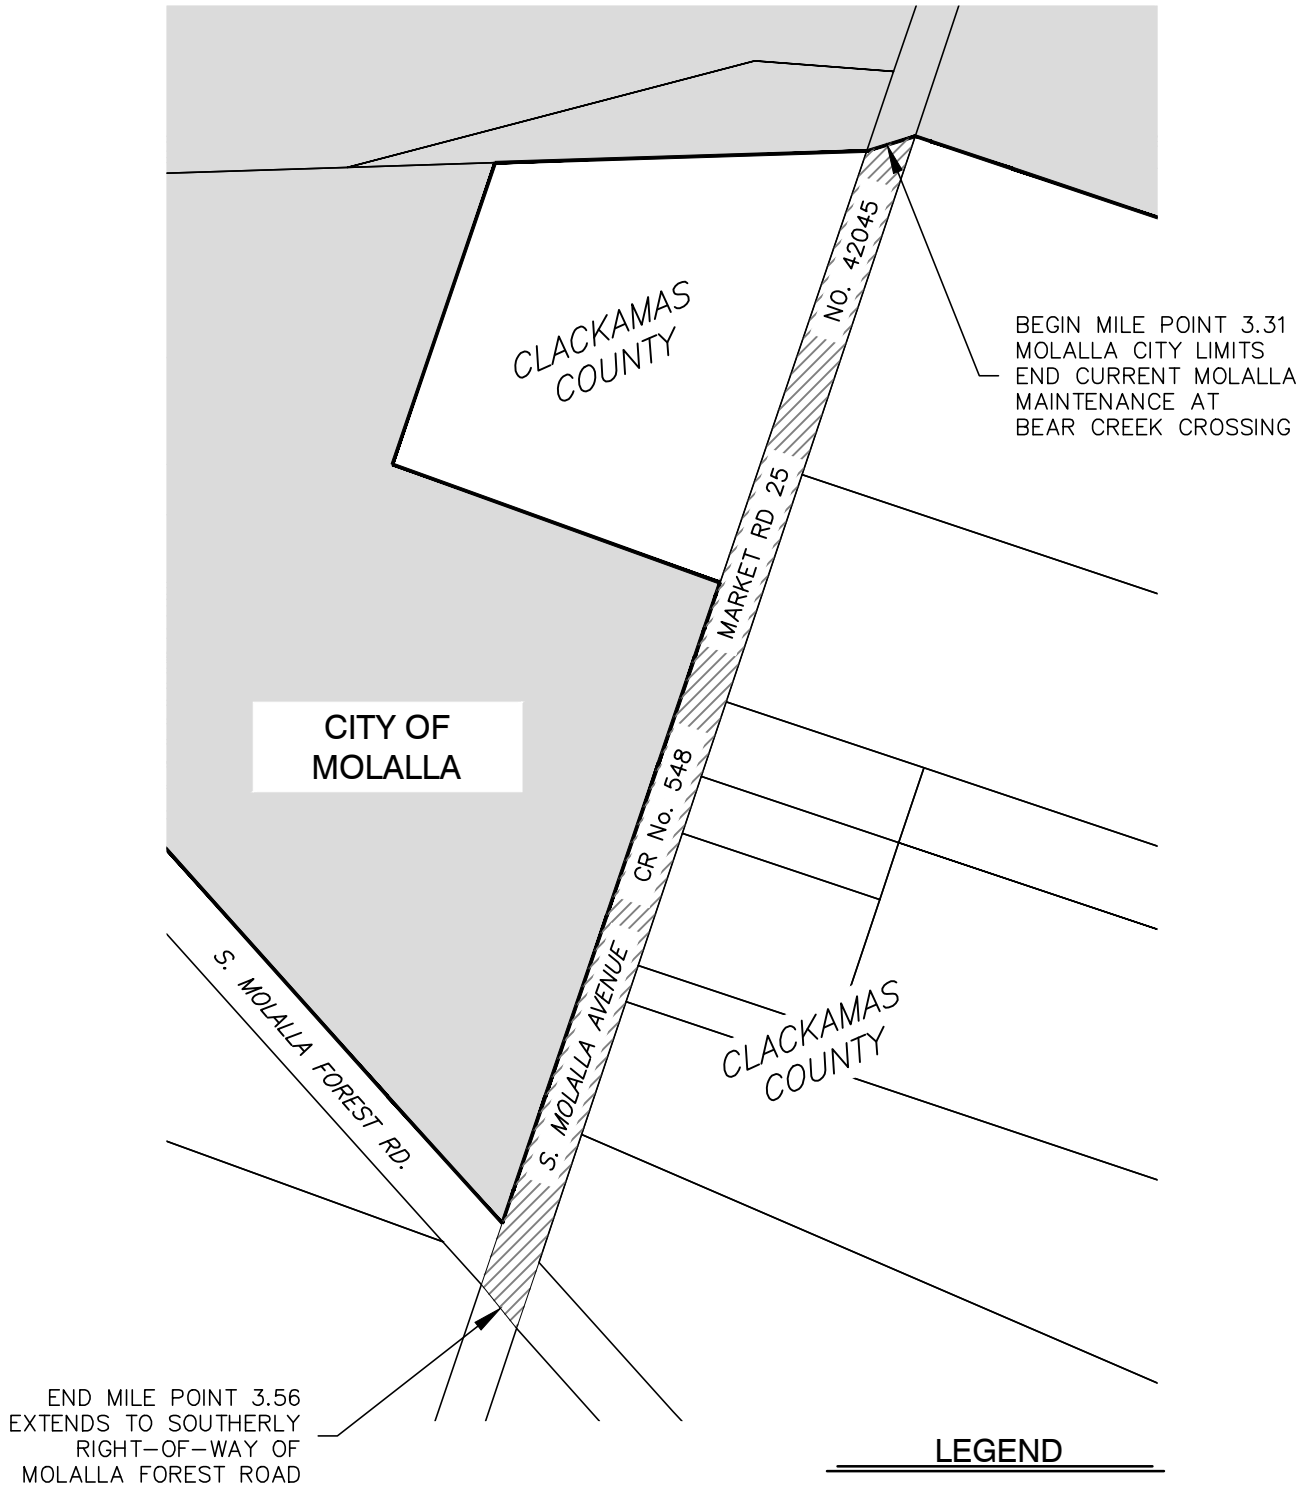 NO. 42045
CLACKAMAS
COUNTY
BEGIN MILE POINT 3.31
MOLALLA CITY LIMITS
END CURRENT MOLALLA
MAINTENANCE AT
BEAR CREEK CROSSING
MARKET RD 25
CITY OF
MOLALLA
CR No. 548
S. MOLALLA AVENUE
S. MOLALLA FOREST RD.
CLACKAMAS
COUNTY
END MILE POINT 3.56
EXTENDS TO SOUTHERLY
RIGHT-OF-WAY OF
MOLALLA FOREST ROAD
LEGEND